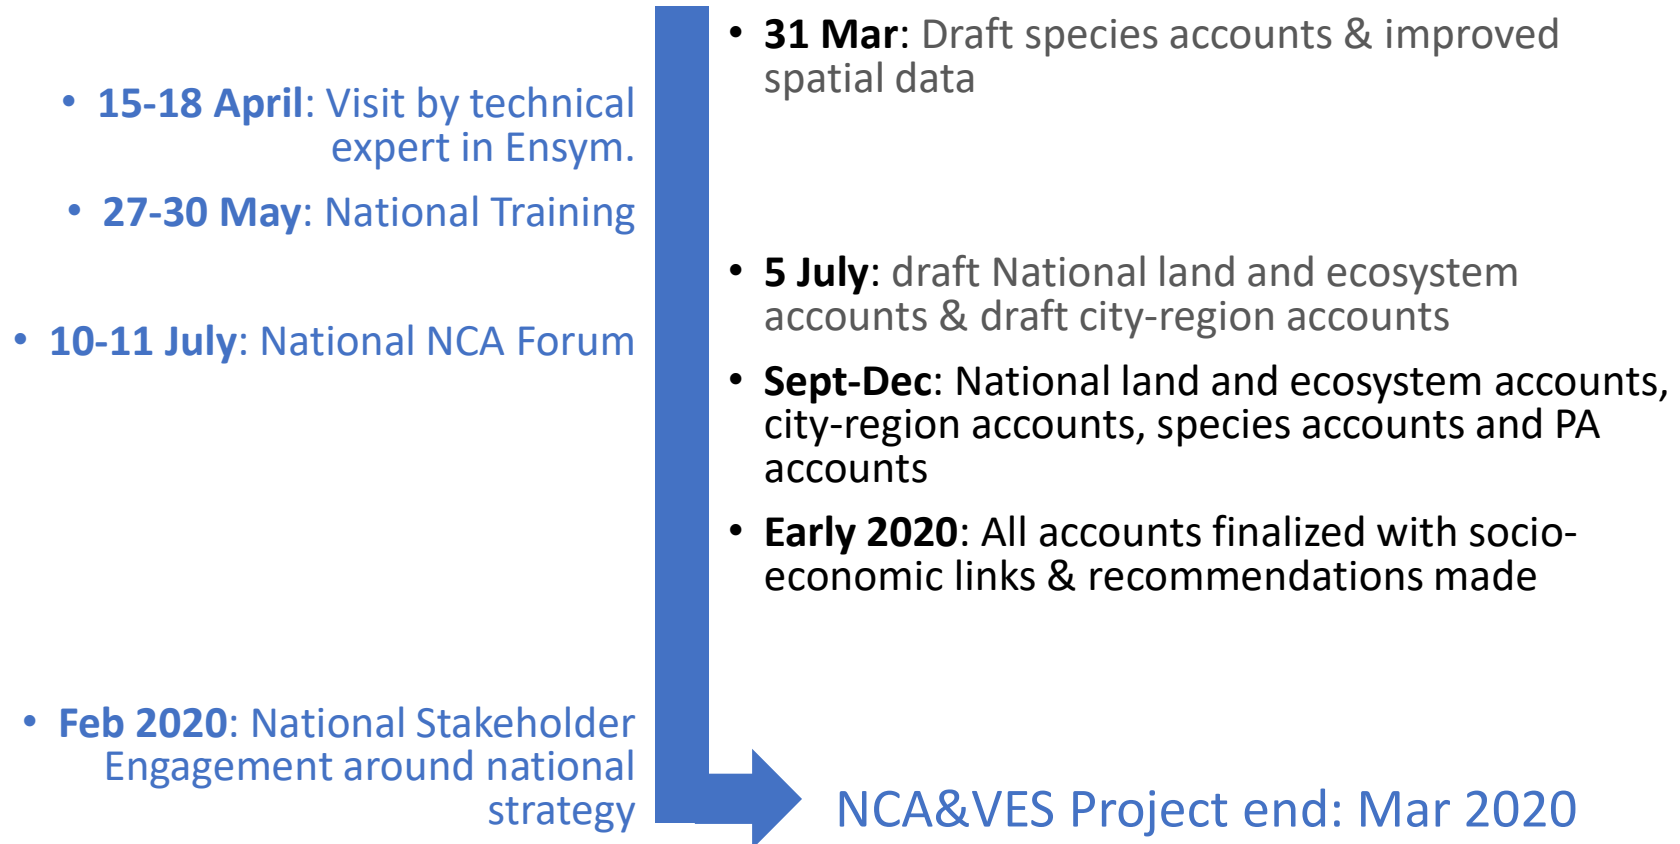 • 15-18 April: Visit by technical
expert in Ensym.
• 27-30 May: National Training
• 10-11 July: National NCA Forum
• Feb 2020: National Stakeholder
Engagement around national
strategy
• 31 Mar: Draft species accounts & improved
spatial data
• 5 July: draft National land and ecosystem
accounts & draft city-region accounts
• Sept-Dec: National land and ecosystem accounts,
city-region accounts, species accounts and PA
accounts
• Early 2020: All accounts finalized with socio-
economic links & recommendations made
NCA&VES Project end: Mar 2020